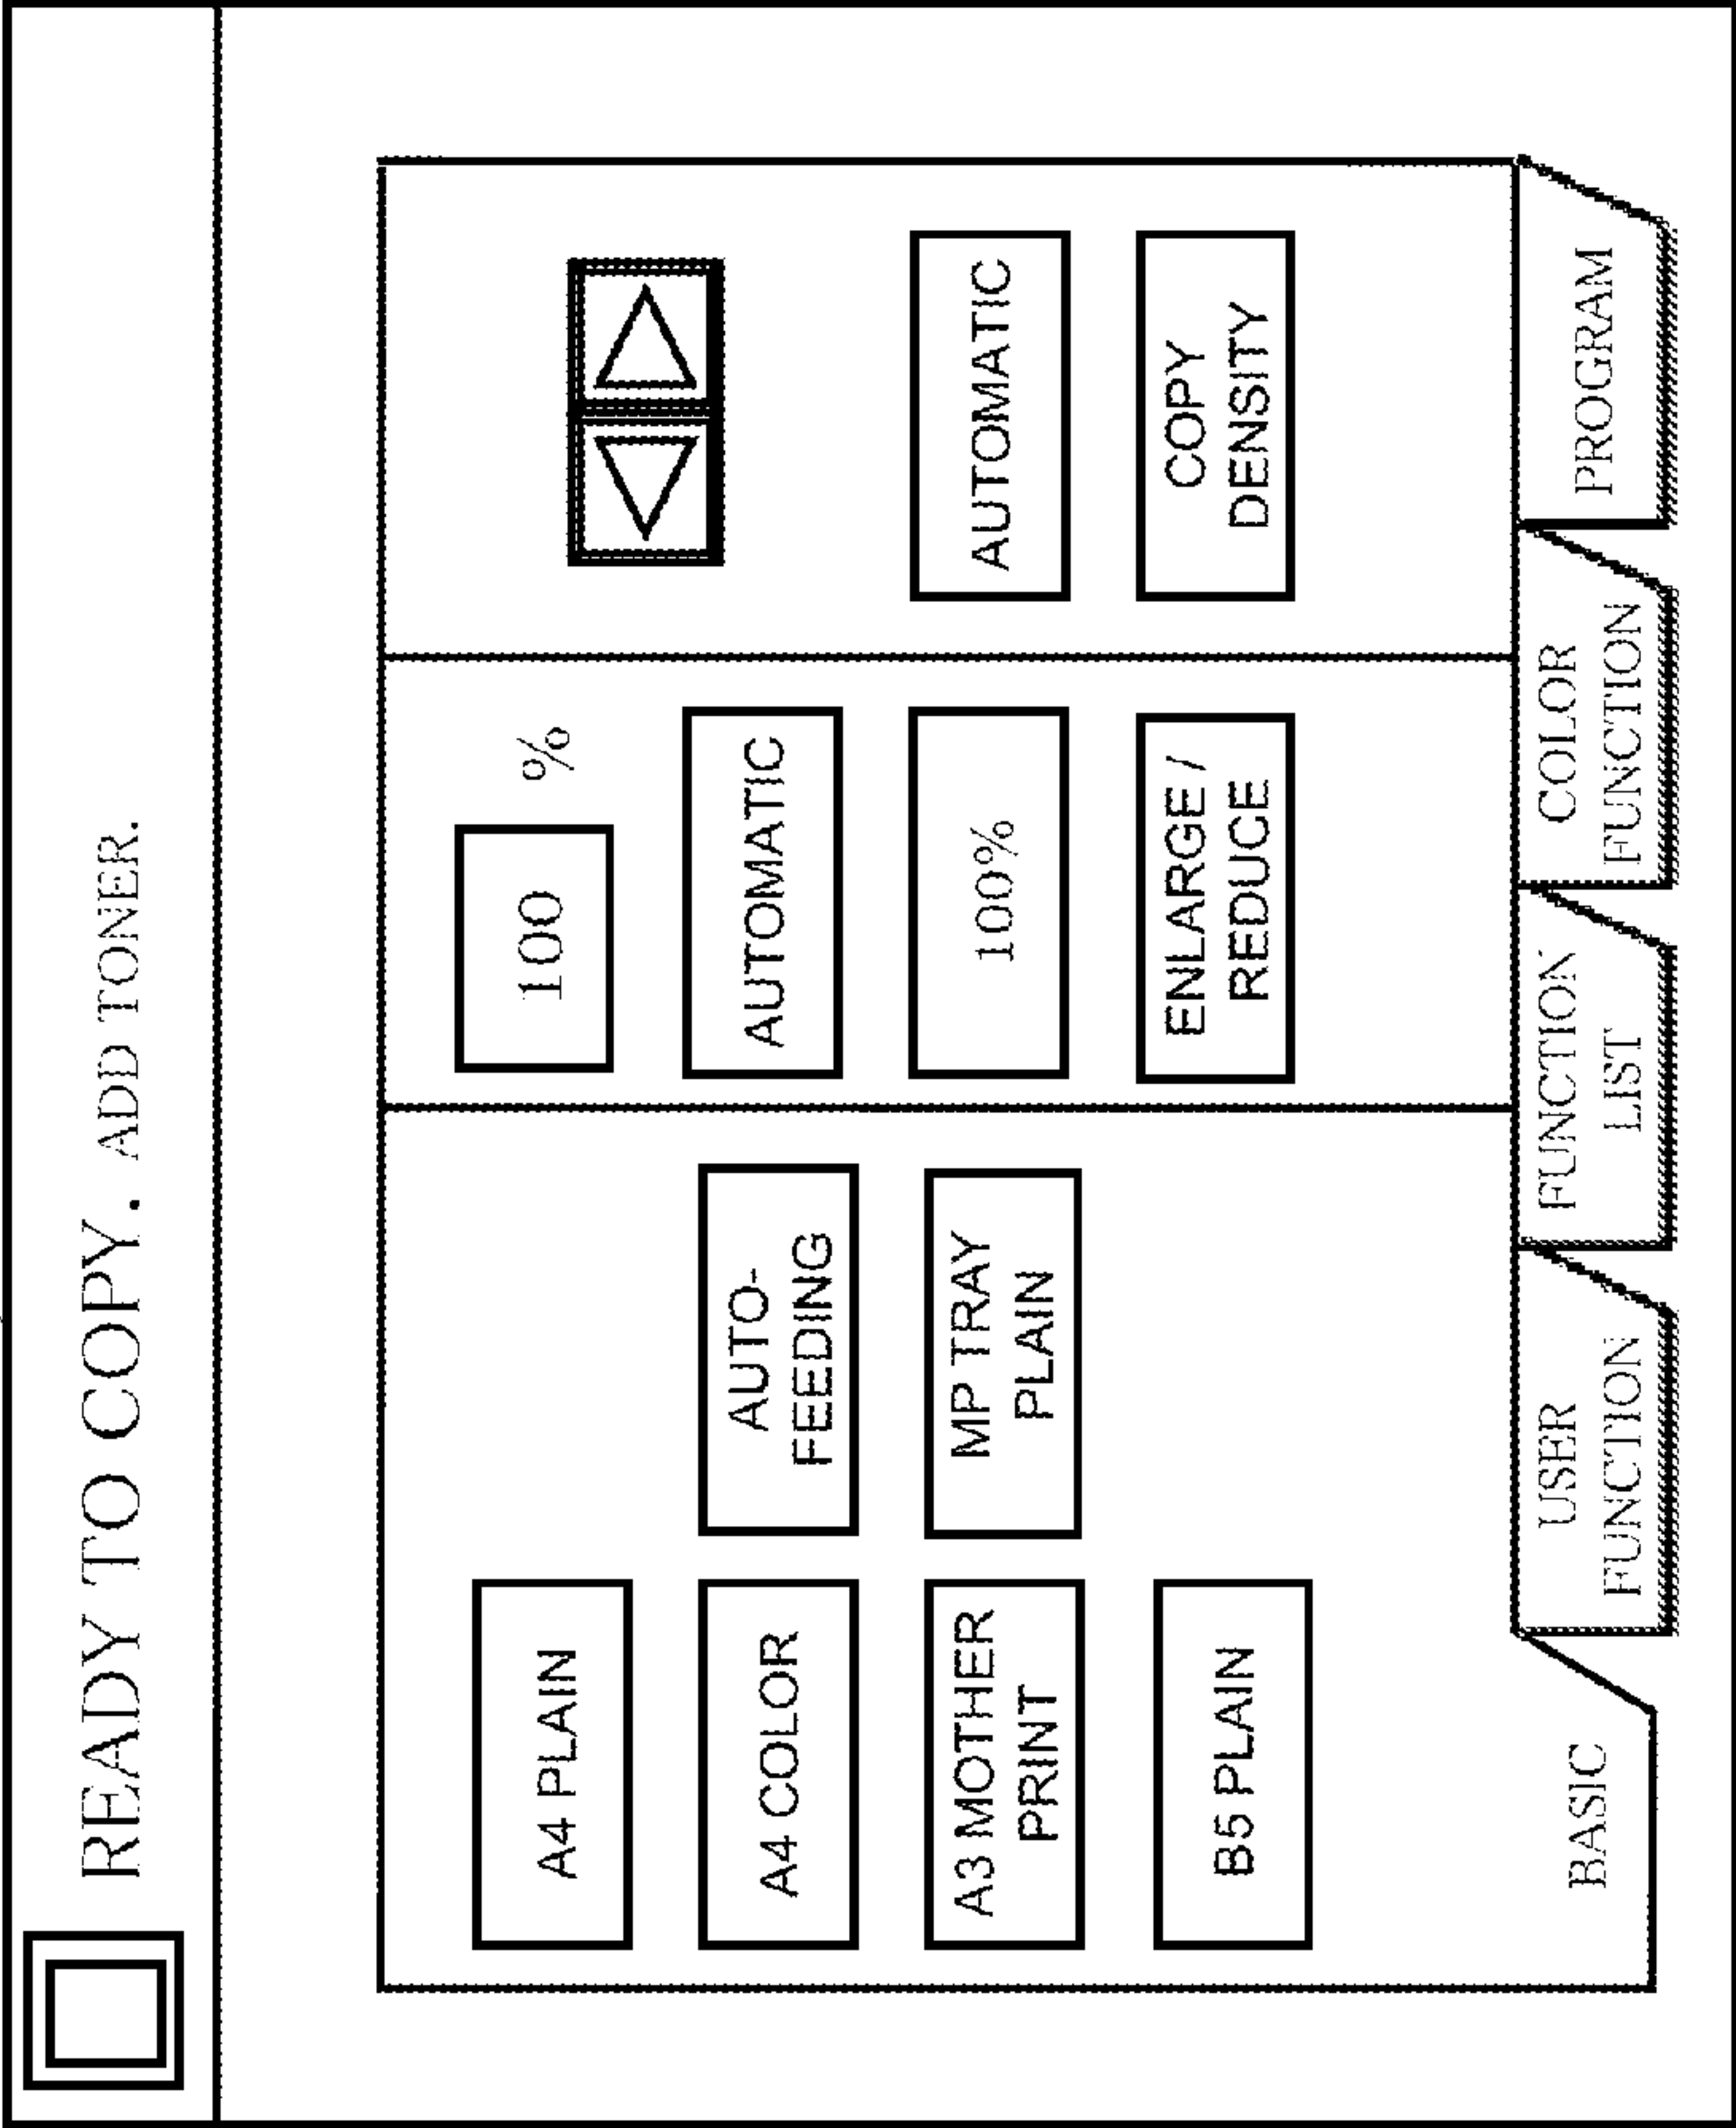 READY TO COPY. ADD TONER.
A4 PLAIN
A4 COLOR
A3 MOTHER
PRINT
B5 PLAIN
AUTO-
FEEDING
MP TRAY
PLAIN
100 %
AUTOMATIC
100%
ENLARGE /
REDUCE
AUTOMATIC
COPY
DENSITY
BASIC
USER
FUNCTION
FUNCTION
LIST
COLOR
FUNCTION
PROGRAM